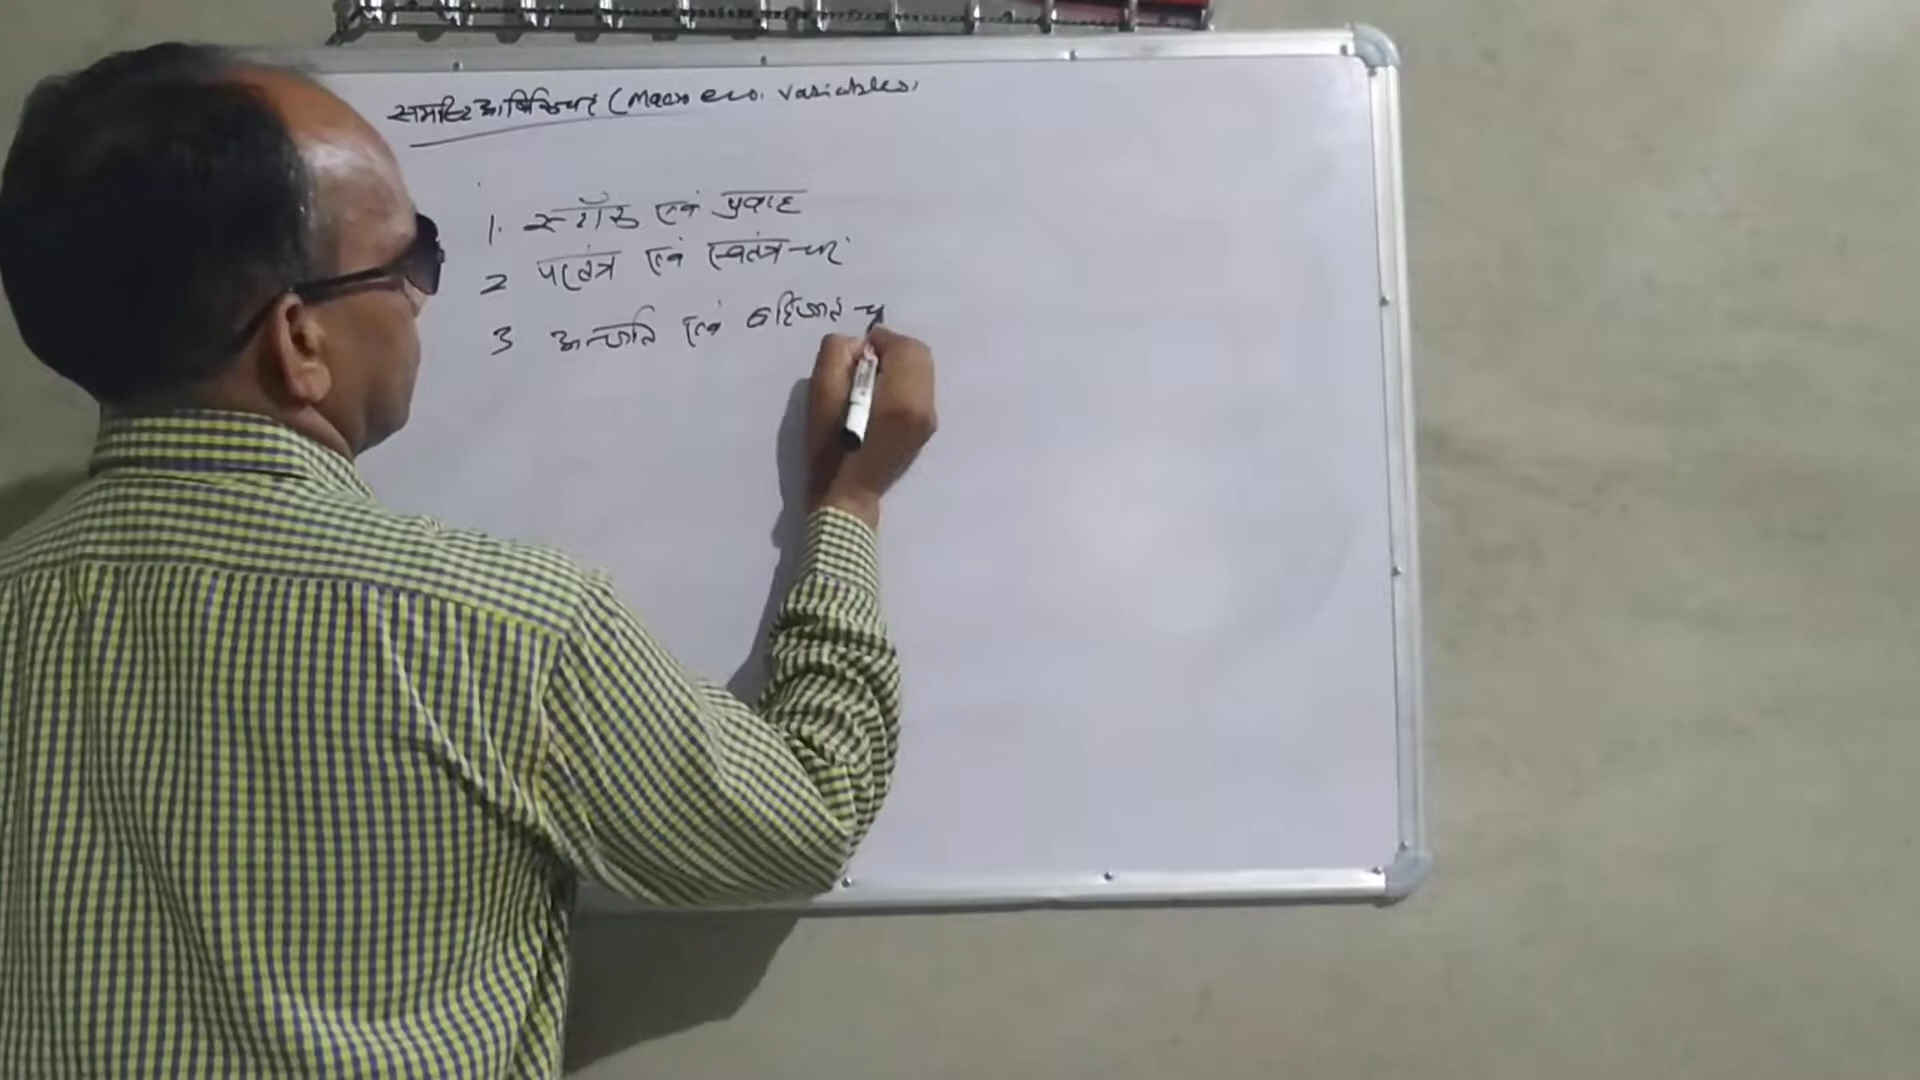 समष्टि आर्थिक चर (Macro eco. Variables)
1. स्टॉक एवं प्रवाह
2 परतंत्र एवं स्वतंत्र चर
3 अन्तर्जात एवं बहिर्जात च